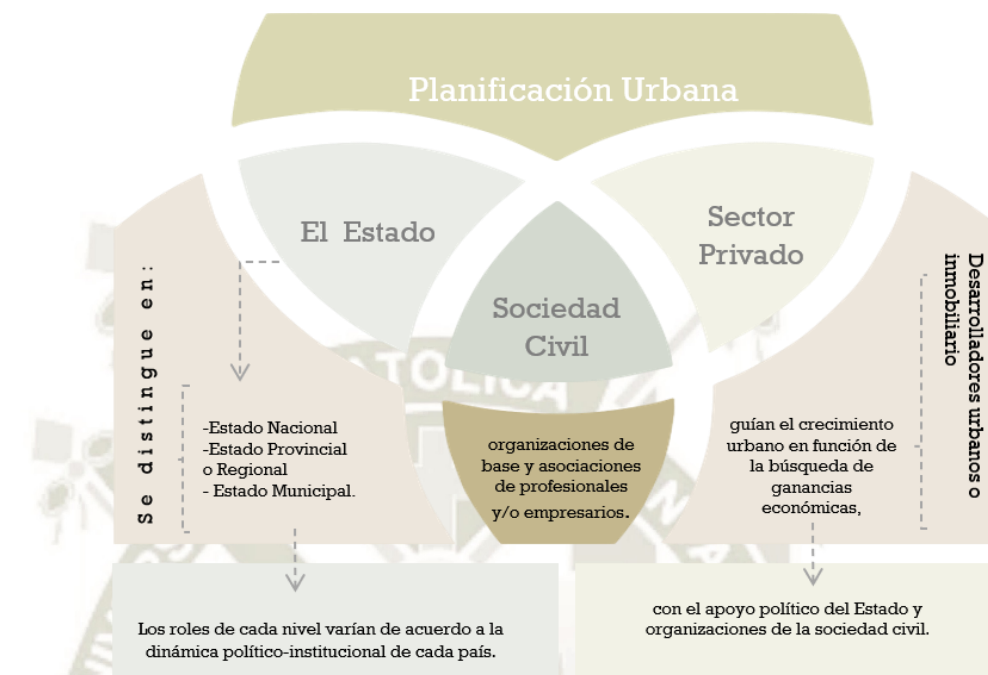 Planificación Urbana
El Estado
Sector
Privado
Sociedad
Civil
Se distingue en:
-Estado Nacional
-Estado Provincial
o Regional
- Estado Municipal.
organizaciones de
base y asociaciones
de profesionales
y/o empresarios.
guían el crecimiento
urbano en función de
la búsqueda de
ganancias
económicas,
Desarrolladores urbanos o
inmobiliario
Los roles de cada nivel varían de acuerdo a la
dinámica político-institucional de cada país.
con el apoyo político del Estado y
organizaciones de la sociedad civil.
CATOLICA